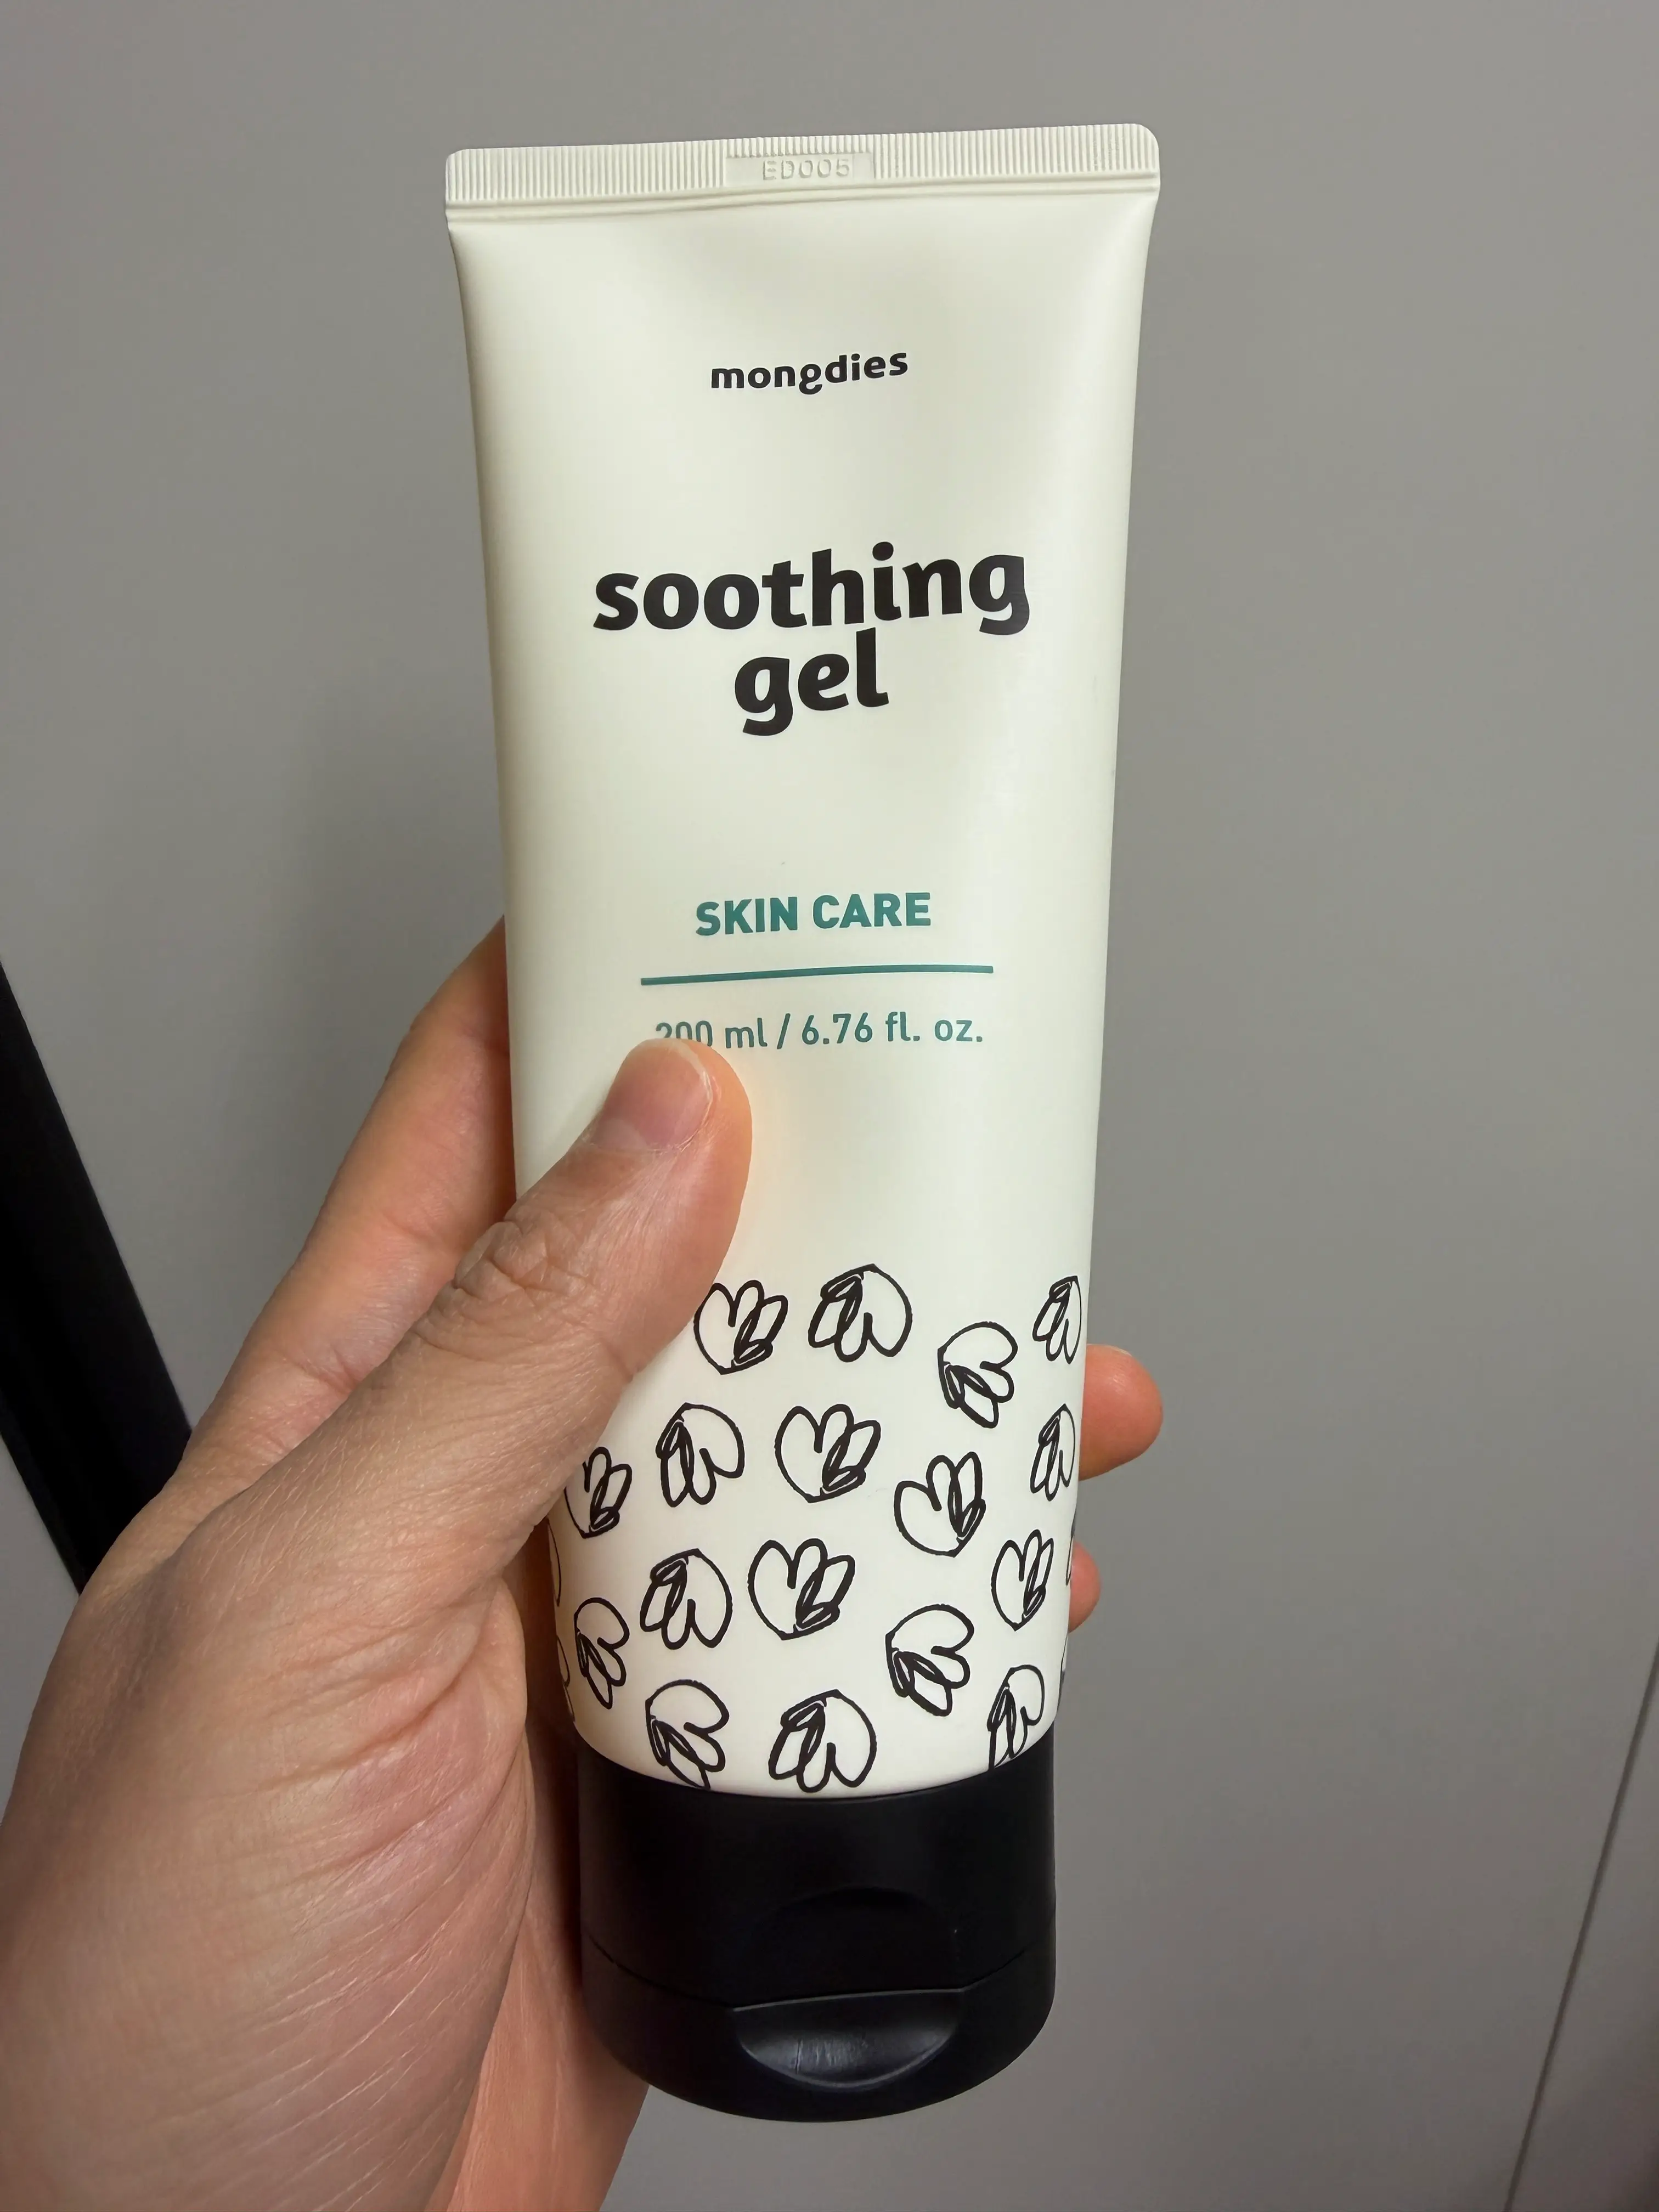 ED005
mongdies
soothing
gel
SKIN CARE
200 ml / 6.76 fl. oz.